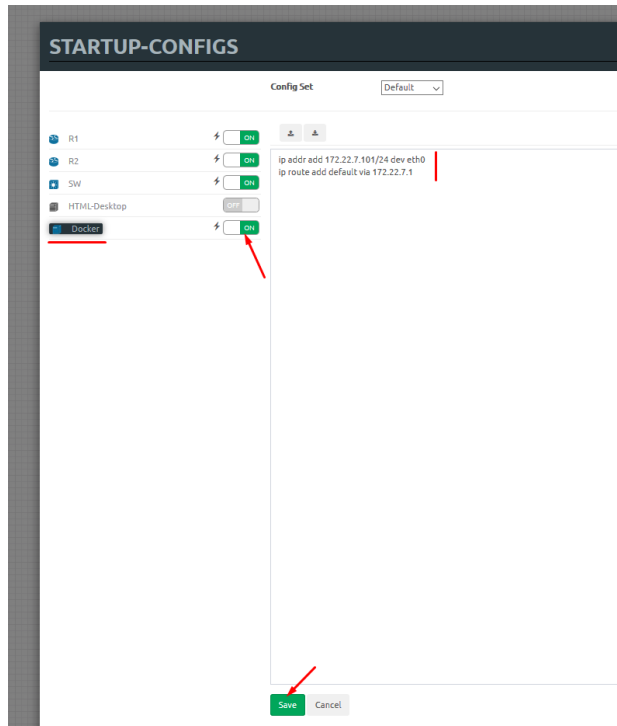 STARTUP-CONFIGS
Config Set
Default
R1
ON
R2
ON
SW
ON
HTML-Desktop
OFF
Docker
ON
ip addr add 172.22.7.101/24 dev eth0
ip route add default via 172.22.7.1
Save
Cancel